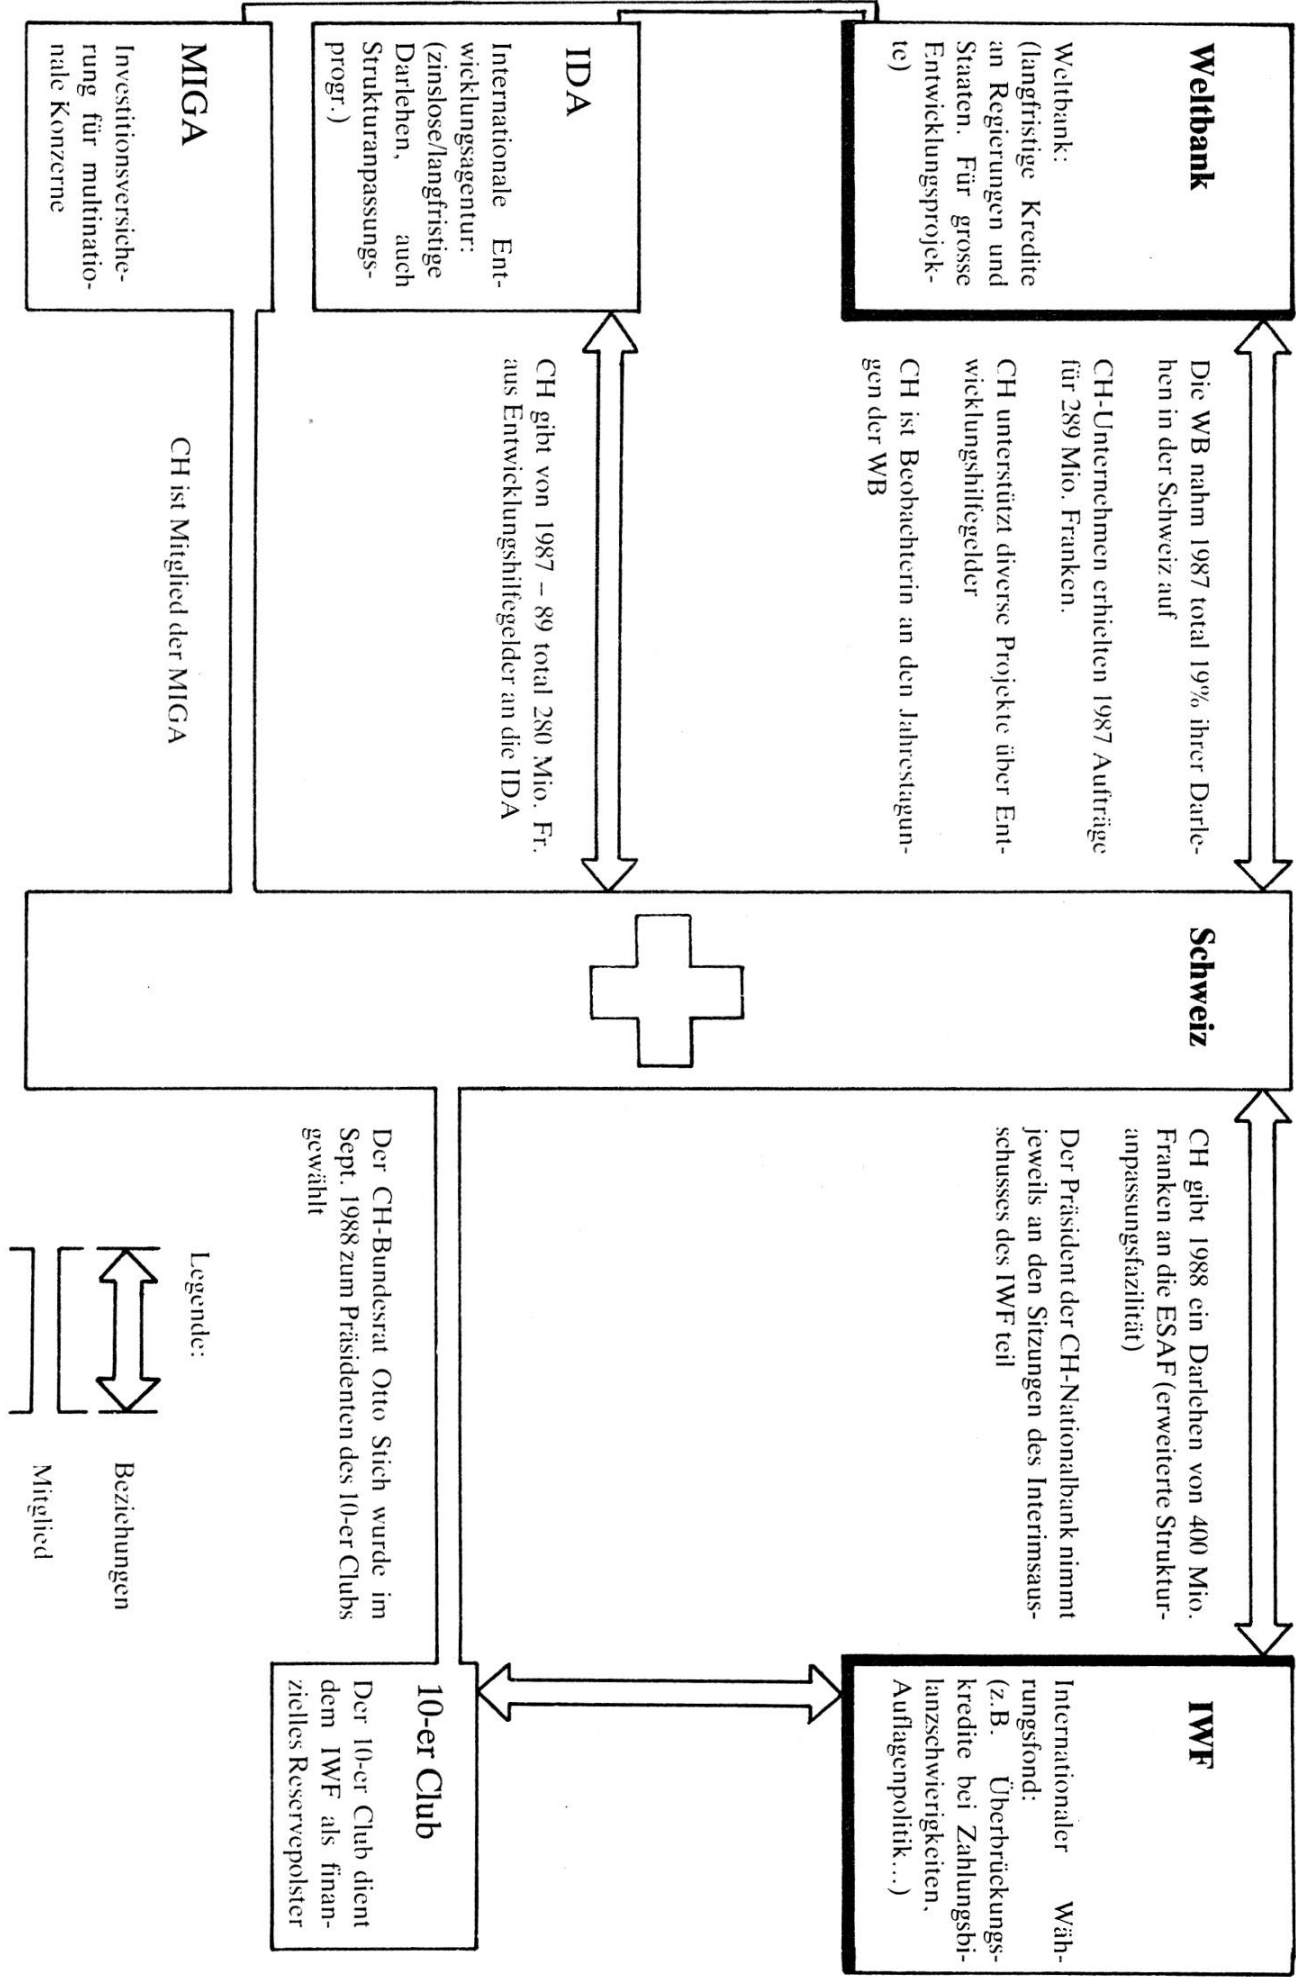 Weltbank
Weltbank:
(langfristige Kredite
an Regierungen und
Staaten. Für grosse
Entwicklungsprojek-
te)
IDA
Internationale Ent-
wicklungsagentur:
(zinslose/langfristige
Darlehen, auch
Strukturanpassungs-
progr.)
MIGA
Investitionsversiche-
rung für multinatio-
nale Konzerne
Die WB nahm 1987 total 19% ihrer Darle-
hen in der Schweiz auf
CH-Unternehmen erhielten 1987 Aufträge
für 289 Mio. Franken.
CH unterstützt diverse Projekte über Ent-
wicklungshilfegelder
CH ist Beobachterin an den Jahrestagun-
gen der WB
CH gibt von 1987 – 89 total 280 Mio. Fr.
aus Entwicklungshilfegelder an die IDA
CH ist Mitglied der MIGA
Schweiz
CH gibt 1988 ein Darlehen von 400 Mio.
Franken an die ESAF (erweiterte Struktur-
anpassungsfazilität)
Der Präsident der CH-Nationalbank nimmt
jeweils an den Sitzungen des Interimsaus-
schusses des IWF teil
Der CH-Bundesrat Otto Stich wurde im
Sept. 1988 zum Präsidenten des 10-er Clubs
gewählt
Legende:
Beziehungen
Mitglied
IWF
Internationaler Wäh-
rungsfond:
(z.B. Überbrückungs-
kredite bei Zahlungsbi-
lanzschwierigkeiten,
Auflagenpolitik...)
10-er Club
Der 10-er Club dient
dem IWF als finan-
zielles Reservepolster